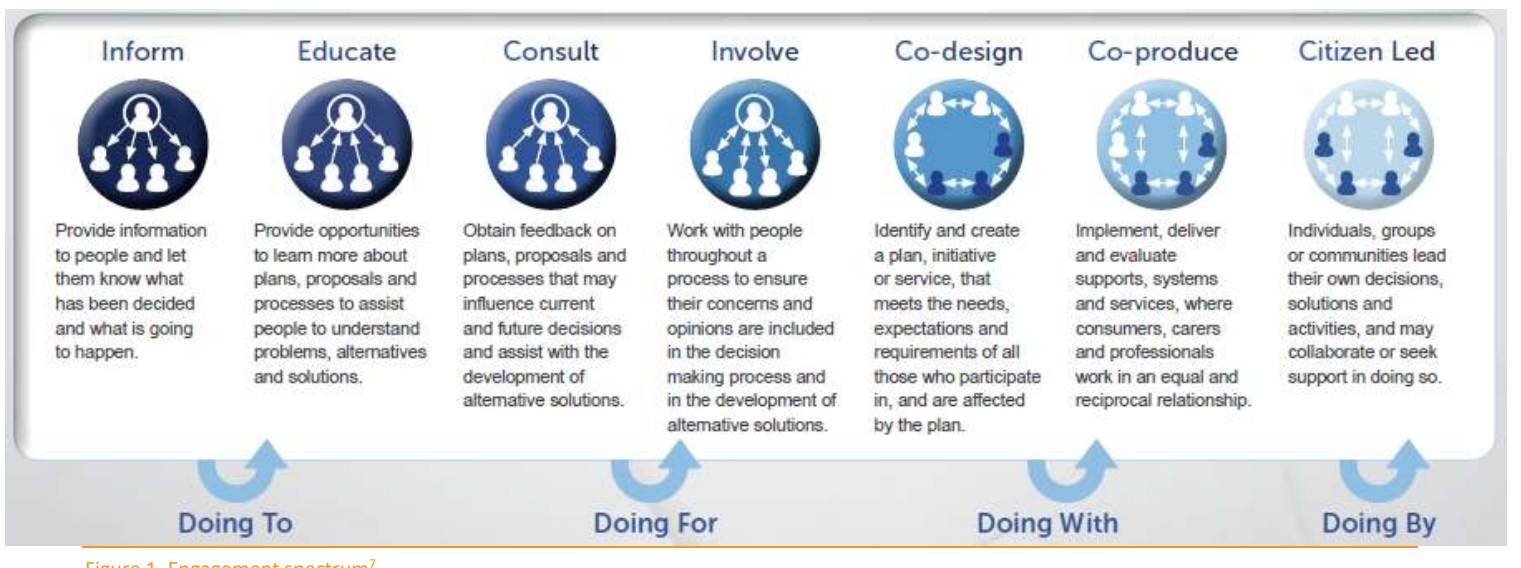 Inform
Provide information
to people and let
them know what
has been decided
and what is going
to happen.
Educate
Provide opportunities
to learn more about
plans, proposals and
processes to assist
people to understand
problems, alternatives
and solutions.
Consult
Obtain feedback on
plans, proposals and
processes that may
influence current
and future decisions
and assist with the
development of
alternative solutions.
Involve
Work with people
throughout a
process to ensure
their concerns and
opinions are included
in the decision
making process and
in the development of
alternative solutions.
Co-design
Identify and create
a plan, initiative
or service, that
meets the needs,
expectations and
requirements of all
those who participate
in, and are affected
by the plan.
Co-produce
Implement, deliver
and evaluate
supports, systems
and services, where
consumers, carers
and professionals
work in an equal and
reciprocal relationship.
Citizen Led
Individuals, groups
or communities lead
their own decisions,
solutions and
activities, and may
collaborate or seek
support in doing so.
Doing To
Doing For
Doing With
Doing By
Figure 1. Engagement spectrum7